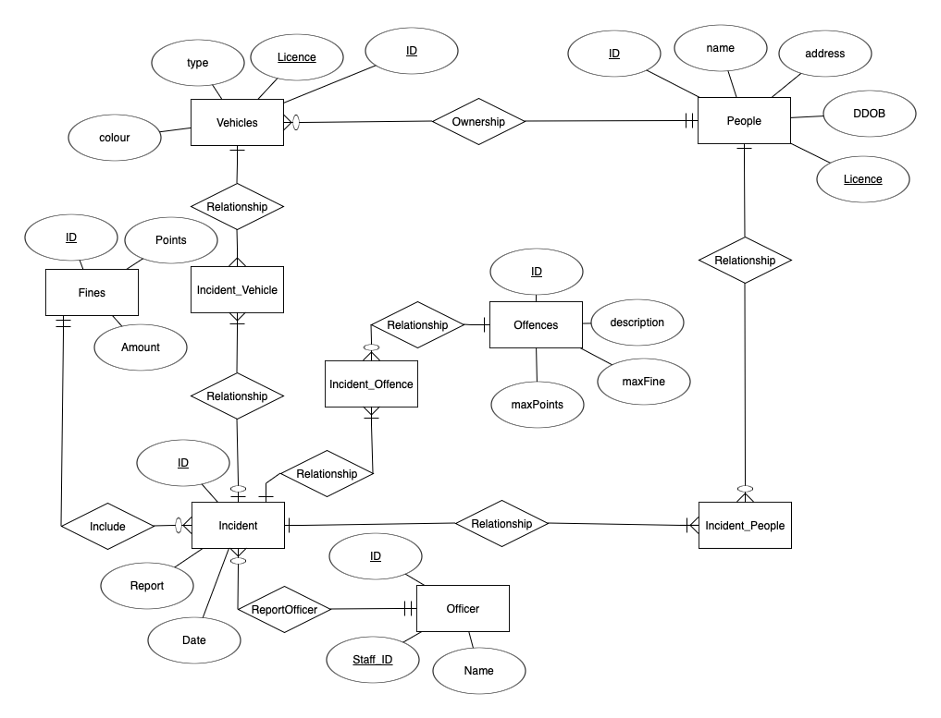 ID
name
address
type
Licence
ID
Vehicles
Ownership
People
DDOB
colour
Licence
Relationship
ID
Points
Relationship
Fines
Incident_Vehicle
ID
Amount
Relationship
Offences
description
Incident_Offence
maxFine
Relationship
maxPoints
ID
Relationship
Include
Incident
Relationship
Incident_People
ID
Report
ReportOfficer
Officer
Date
Staff_ID
Name